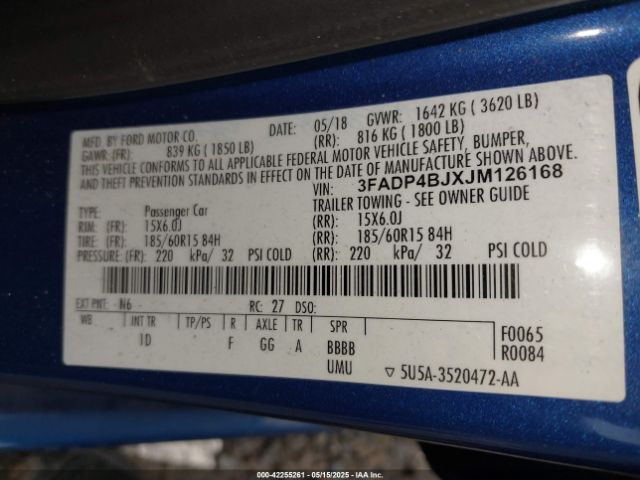 MFD. BY FORD MOTOR CO.
DATE: 05/18 GVWR: 1642 KG ( 3620 LB)
GAWR: (FR): 839 KG ( 1850 LB) (RR): 816 KG ( 1800 LB)
THIS VEHICLE CONFORMS TO ALL APPLICABLE FEDERAL MOTOR VEHICLE SAFETY, BUMPER,
AND THEFT PREVENTION STANDARDS IN EFFECT ON THE DATE OF MANUFACTURE SHOWN ABOVE.
VIN: 3FADP4BJXJM126168
TYPE: Passenger Car TRAILER TOWING - SEE OWNER GUIDE
RIM: (FR): 15X6.0J (RR): 15X6.0J
TIRE: (FR): 185/60R15 84H (RR): 185/60R15 84H
PRESSURE: (FR): 220 kPa/ 32 PSI COLD (RR): 220 kPa/ 32 PSI COLD
EXT PNT: N6 RC: 27 DSO:
WB INT TR TP/PS R AXLE TR SPR
1D F GG A BBBB
UMU
F0065
R0084
▽ 5U5A-3520472-AA
000-42255261 - 05/15/2025 - IAA Inc.